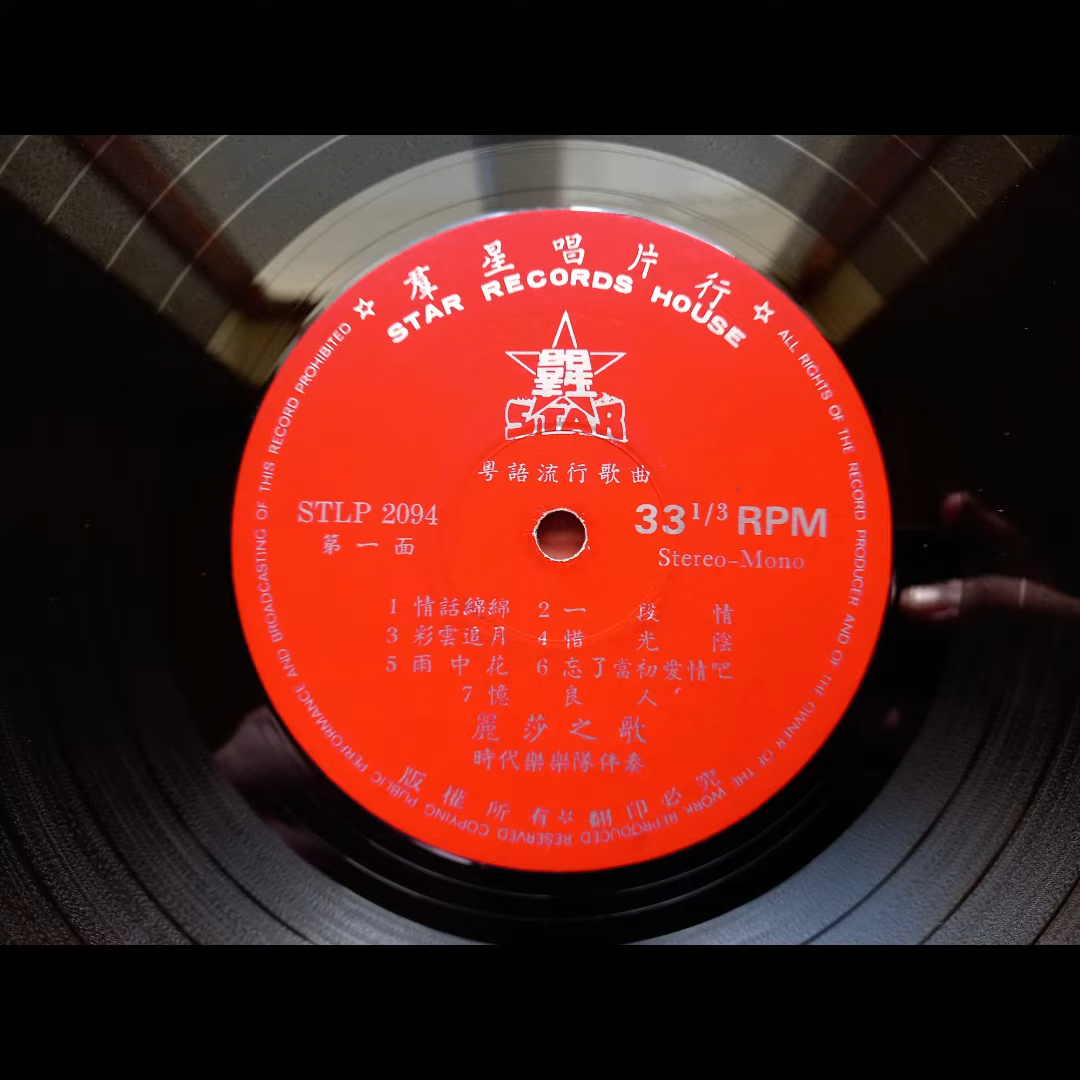 羣星唱片行
STAR RECORDS HOUSE
羣星
STAR
粵語流行歌曲
STLP 2094
第一面
33 1/3 RPM
Stereo-Mono
1 情話綿綿 2 一段情
3 彩雲追月 4 惜光陰
5 雨中花 6 忘了當初愛情吧
7 憶良人
麗莎之歌
時代樂樂隊伴奏
版權所有 翻印必究
ALL RIGHTS OF THE RECORD PRODUCER AND OF THE OWNER OF THE WORK REPRODUCED RESERVED COPYING PUBLIC PERFORMANCE AND BROADCASTING OF THIS RECORD PROHIBITED